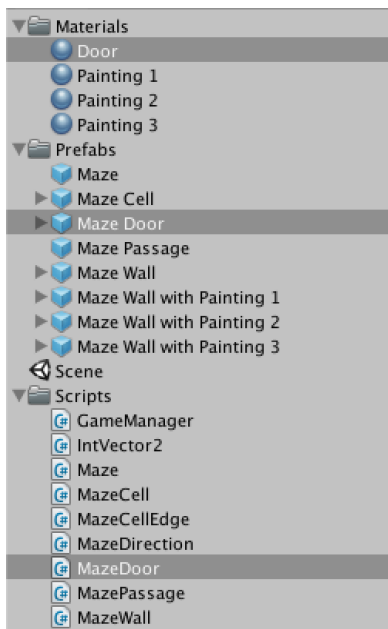 Materials
Door
Painting 1
Painting 2
Painting 3
Prefabs
Maze
Maze Cell
Maze Door
Maze Passage
Maze Wall
Maze Wall with Painting 1
Maze Wall with Painting 2
Maze Wall with Painting 3
Scene
Scripts
GameManager
IntVector2
Maze
MazeCell
MazeCellEdge
MazeDirection
MazeDoor
MazePassage
MazeWall